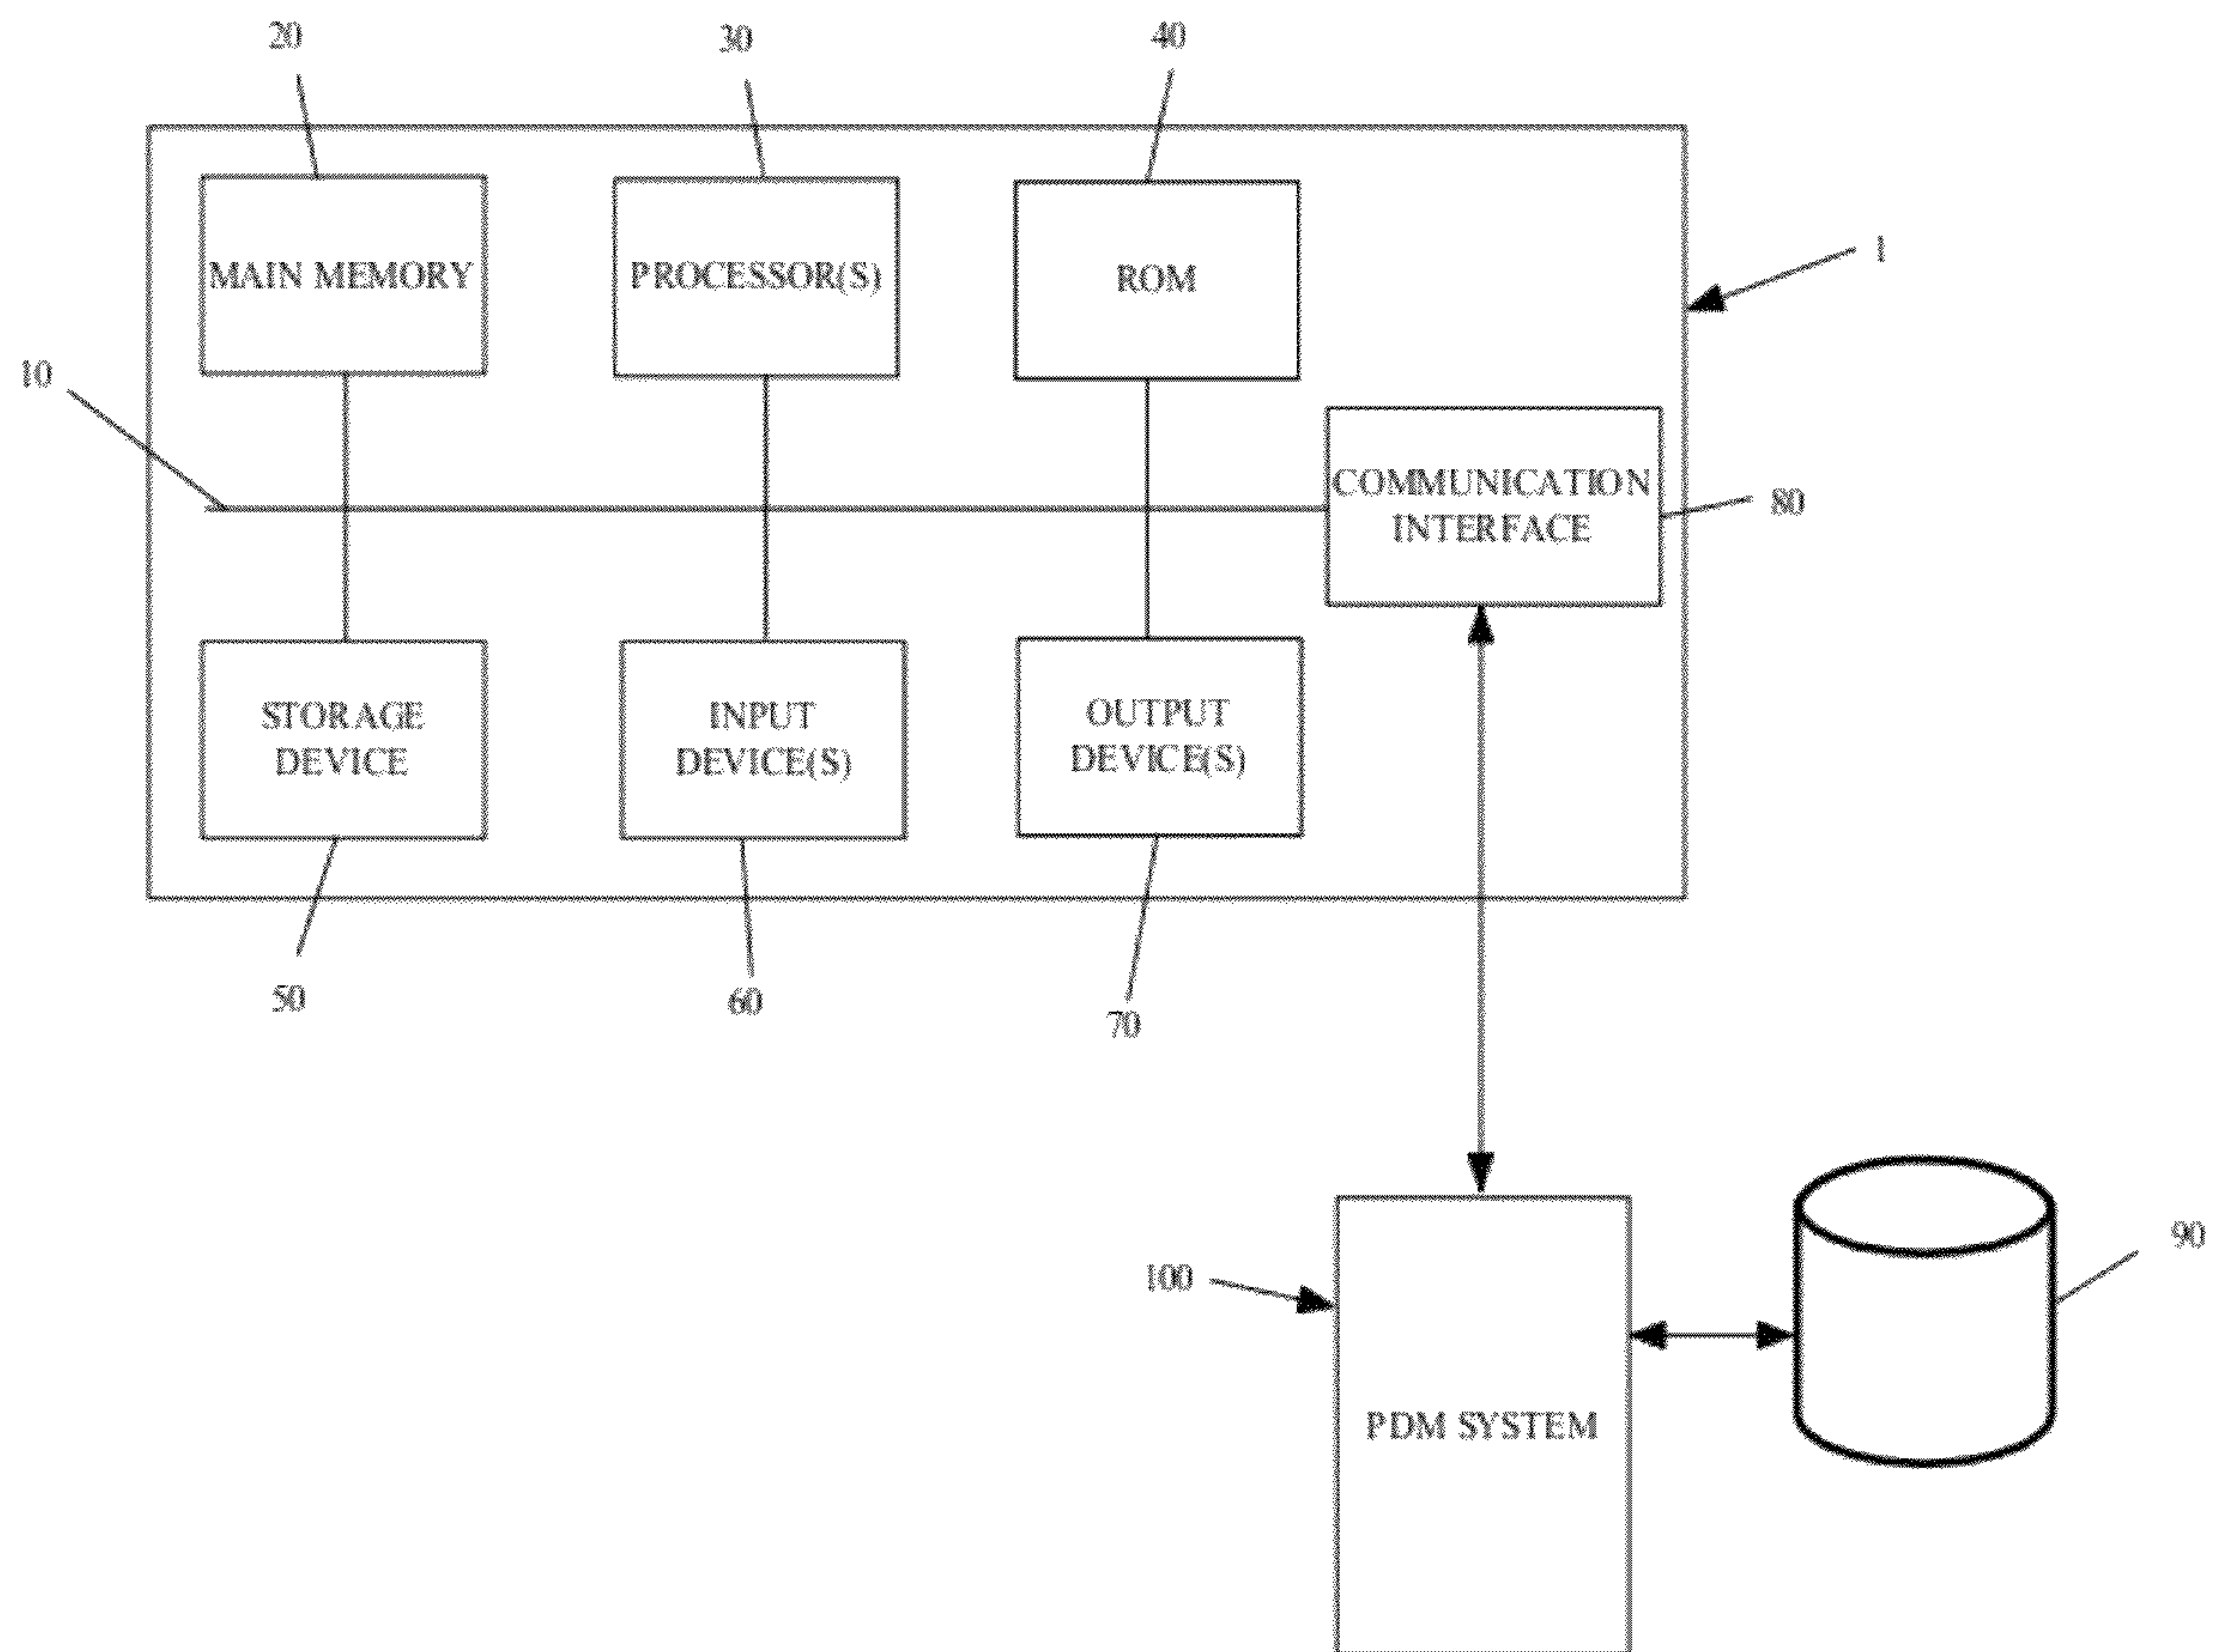 20
30
40
MAIN MEMORY
PROCESSOR(S)
ROM
1
10
COMMUNICATION
INTERFACE
80
STORAGE
DEVICE
INPUT
DEVICE(S)
OUTPUT
DEVICE(S)
50
60
70
90
100
PDM SYSTEM